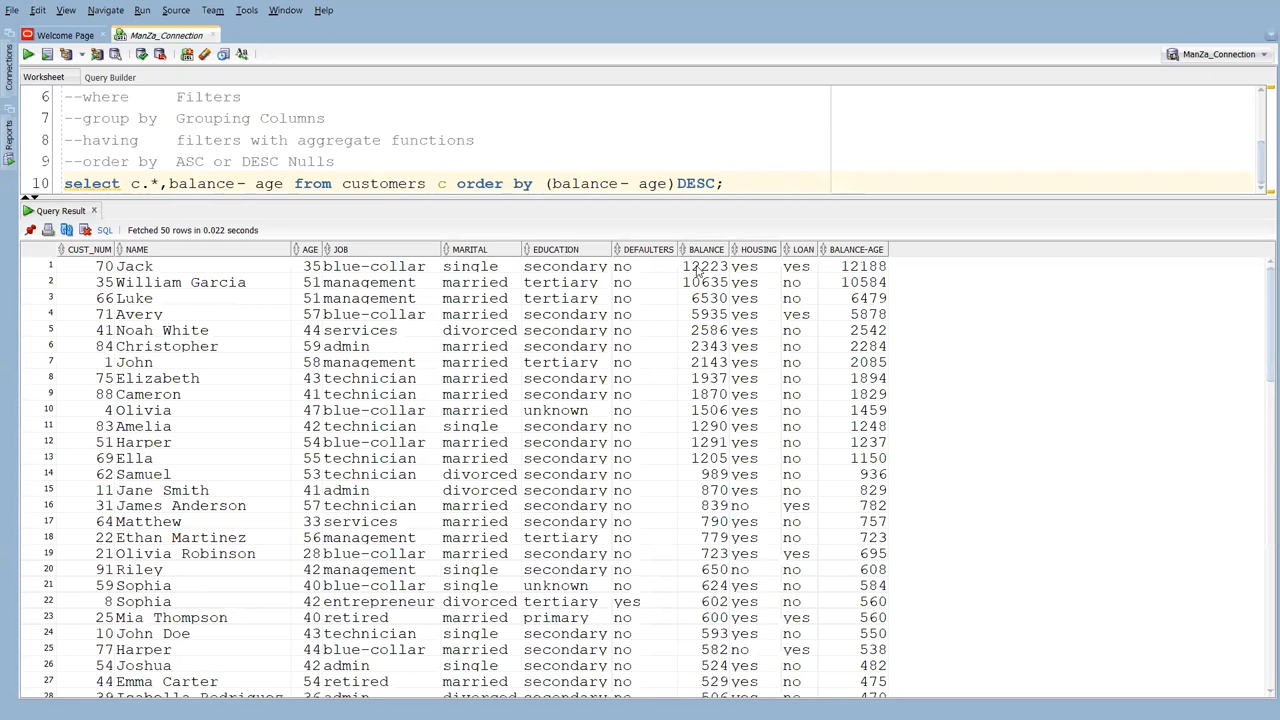 File Edit View Navigate Run Source Team Tools Window Help
Welcome Page ManZa_Connection
ManZa_Connection
Worksheet Query Builder
Connections
Reports
6 --where Filters
7 --group by Grouping Columns
8 --having filters with aggregate functions
9 --order by ASC or DESC Nulls
10 select c.*,balance- age from customers c order by (balance- age)DESC;
Query Result
SQL Fetched 50 rows in 0.022 seconds
CUST_NUM NAME AGE JOB MARITAL EDUCATION DEFAULTERS BALANCE HOUSING LOAN BALANCE-AGE
1 70 Jack 35 blue-collar single secondary no 12223 yes yes 12188
2 35 William Garcia 51 management married tertiary no 10635 yes no 10584
3 66 Luke 51 management married tertiary no 6530 yes no 6479
4 71 Avery 57 blue-collar married secondary no 5935 yes yes 5878
5 41 Noah White 44 services divorced secondary no 2586 yes no 2542
6 84 Christopher 59 admin married secondary no 2343 yes no 2284
7 1 John 58 management married tertiary no 2143 yes no 2085
8 75 Elizabeth 43 technician married secondary no 1937 yes no 1894
9 88 Cameron 41 technician married secondary no 1870 yes no 1829
10 4 Olivia 47 blue-collar married unknown no 1506 yes no 1459
11 83 Amelia 42 technician single secondary no 1290 yes no 1248
12 51 Harper 54 blue-collar married secondary no 1291 yes no 1237
13 69 Ella 55 technician married secondary no 1205 yes no 1150
14 62 Samuel 53 technician divorced secondary no 989 yes no 936
15 11 Jane Smith 41 admin divorced secondary no 870 yes no 829
16 31 James Anderson 57 technician married secondary no 839 no yes 782
17 64 Matthew 33 services married secondary no 790 yes no 757
18 22 Ethan Martinez 56 management married tertiary no 779 yes no 723
19 21 Olivia Robinson 28 blue-collar married secondary no 723 yes yes 695
20 91 Riley 42 management single secondary no 650 no yes 608
21 59 Sophia 40 blue-collar single unknown no 624 yes no 584
22 8 Sophia 42 entrepreneur divorced tertiary yes 602 yes no 560
23 25 Mia Thompson 40 retired married primary no 600 yes yes 560
24 10 John Doe 43 technician single secondary no 593 yes no 550
25 77 Harper 44 blue-collar married secondary no 582 no yes 538
26 54 Joshua 42 admin single secondary no 524 yes no 482
27 44 Emma Carter 54 retired married secondary no 529 yes no 475
28 39 Isabella Rodriguez 36 admin divorced secondary no 506 yes no 470